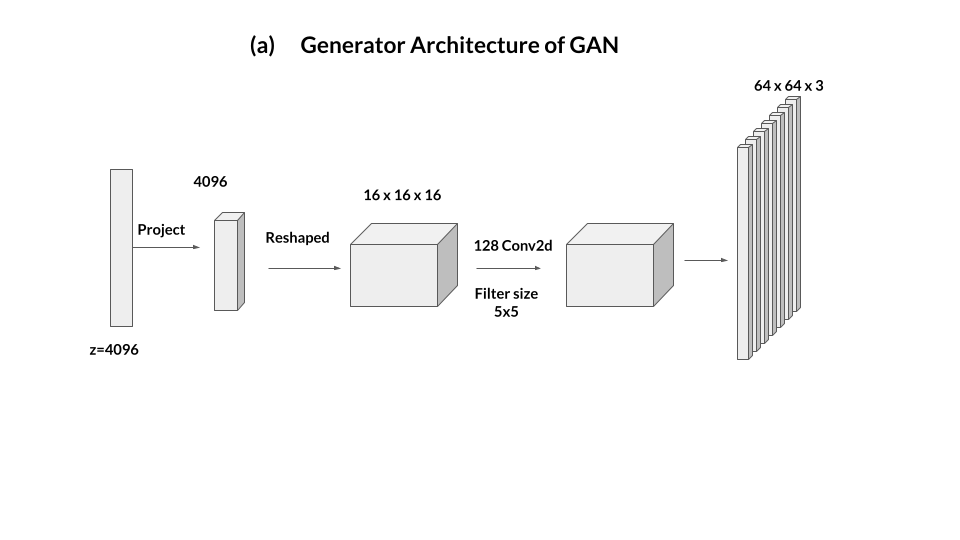 (a) Generator Architecture of GAN
64 x 64 x 3
4096
16 x 16 x 16
Project
Reshaped
128 Conv2d
Filter size
5x5
z=4096